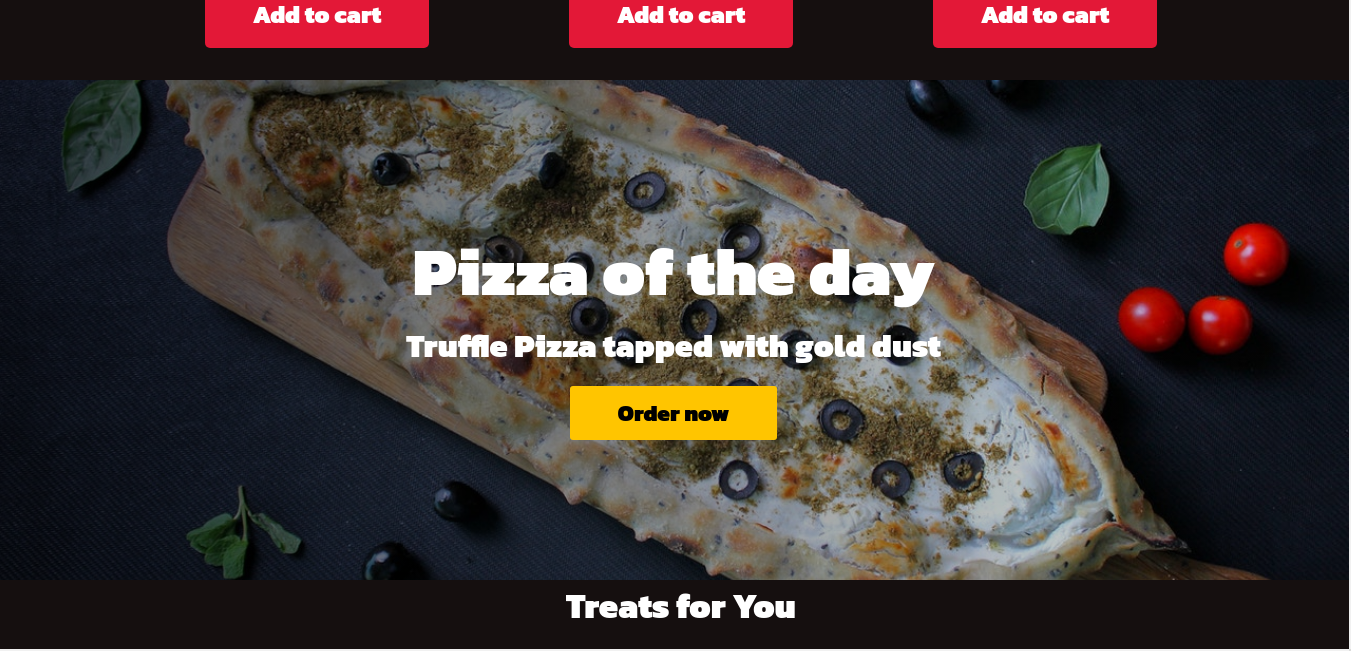 Add to cart Add to cart Add to cart
Pizza of the day
Truffle Pizza tapped with gold dust
Order now
Treats for You